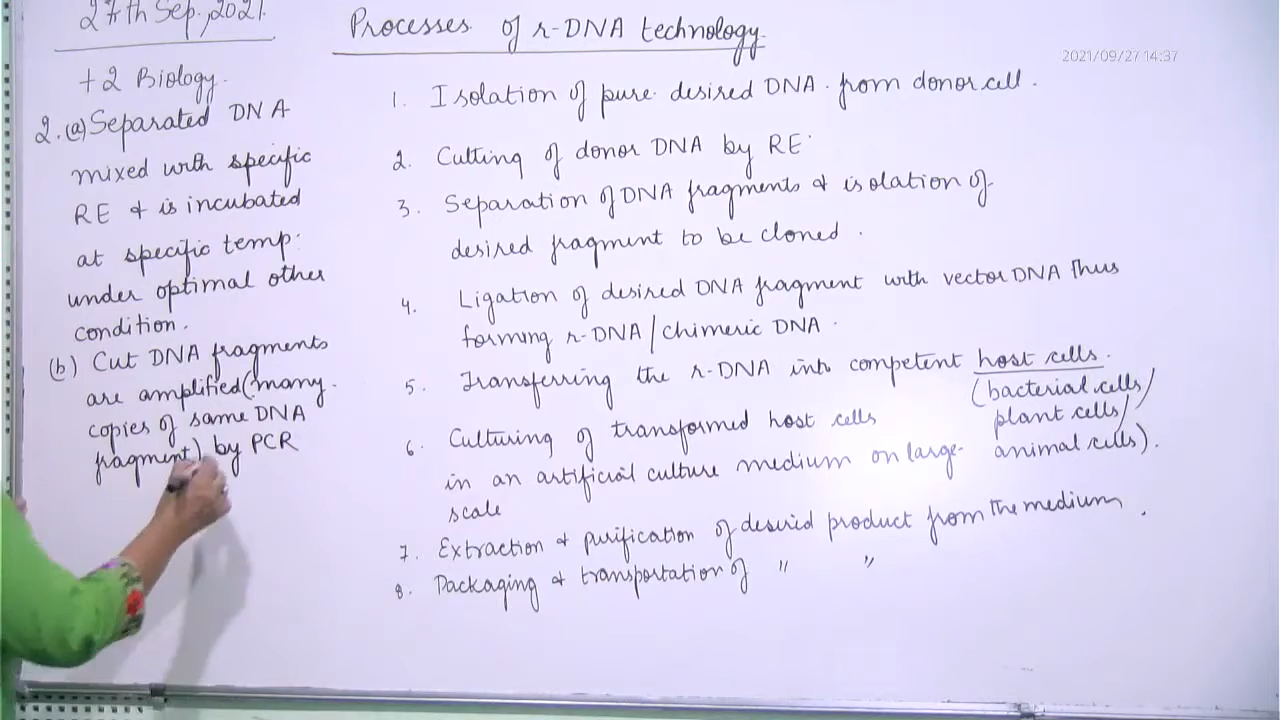 27th Sep., 2021.
+2 Biology.
2. (a) Separated DNA
mixed with specific
RE & is incubated
at specific temp.
under optimal other
condition.
(b) Cut DNA fragments
are amplified (many
copies of same DNA
fragment) by PCR
Processes of r-DNA technology.
2021/09/27 14:37
1. Isolation of pure desired DNA from donor cell.
2. Cutting of donor DNA by RE
3. Separation of DNA fragments & isolation of
desired fragment to be cloned.
4. Ligation of desired DNA fragment with vector DNA thus
forming r-DNA/chimeric DNA.
5. Transferring the r-DNA into competent host cells.
(bacterial cells/
plant cells/
animal cells).
6. Culturing of transformed host cells
in an artificial culture medium on large-
scale
7. Extraction & purification of desired product from the medium.
8. Packaging & transportation of " "